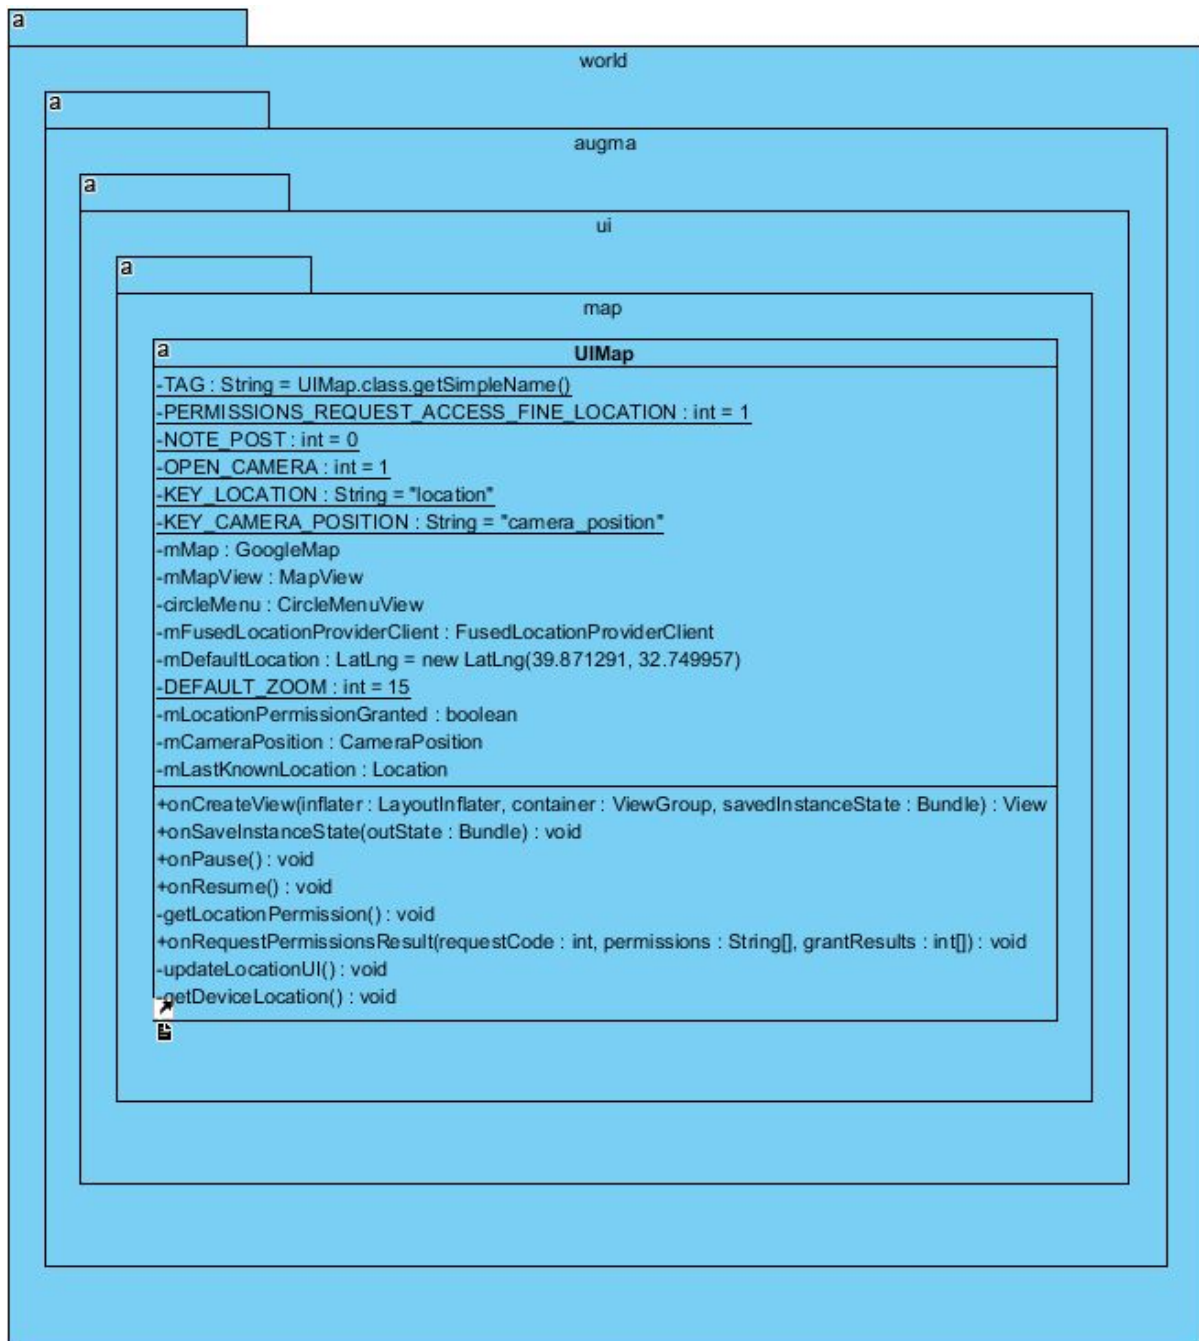 a
world
a
augma
a
ui
a
map
a
UIMap
-TAG : String = UIMap.class.getSimpleName()
-PERMISSIONS_REQUEST_ACCESS_FINE_LOCATION : int = 1
-NOTE_POST : int = 0
-OPEN_CAMERA : int = 1
-KEY_LOCATION : String = "location"
-KEY_CAMERA_POSITION : String = "camera_position"
-mMap : GoogleMap
-mMapView : MapView
-circleMenu : CircleMenuView
-mFusedLocationProviderClient : FusedLocationProviderClient
-mDefaultLocation : LatLng = new LatLng(39.871291, 32.749957)
-DEFAULT_ZOOM : int = 15
-mLocationPermissionGranted : boolean
-mCameraPosition : CameraPosition
-mLastKnownLocation : Location
+onCreateView(inflater : LayoutInflater, container : ViewGroup, savedInstanceState : Bundle) : View
+onSaveInstanceState(outState : Bundle) : void
+onPause() : void
+onResume() : void
-getLocationPermission() : void
+onRequestPermissionsResult(requestCode : int, permissions : String[], grantResults : int[]) : void
-updateLocationUI() : void
-getDeviceLocation() : void